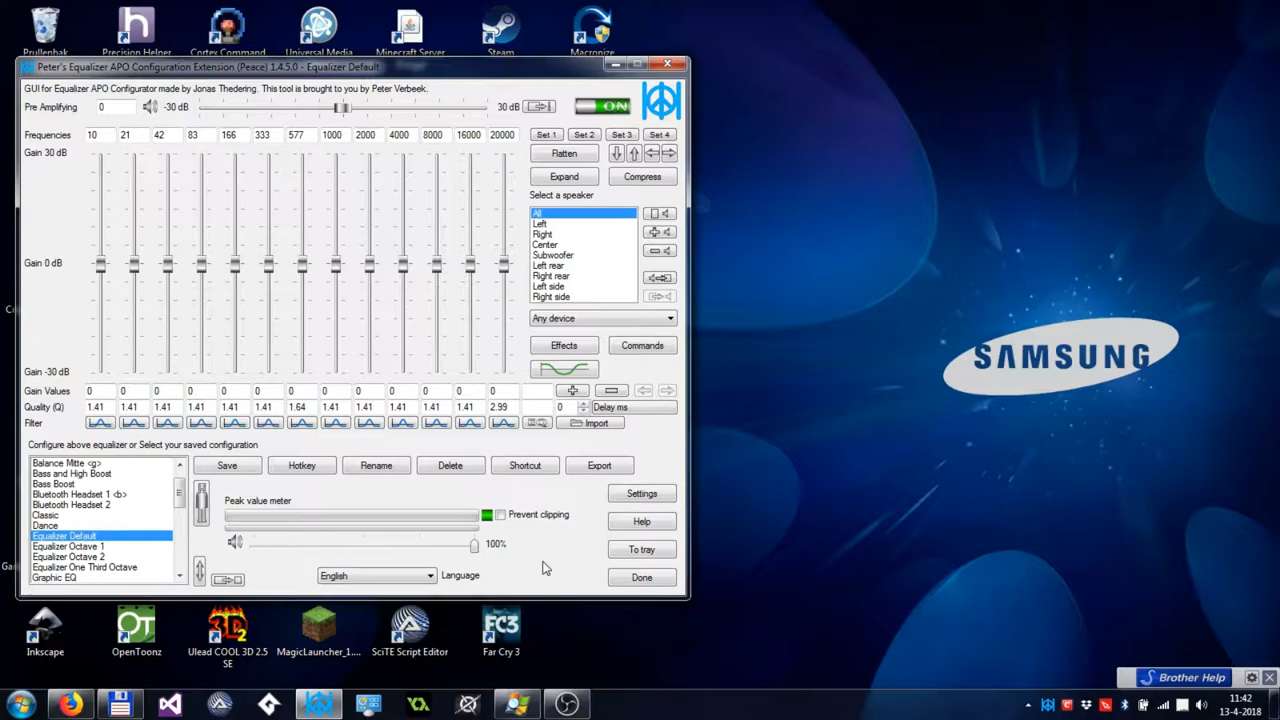 Prullenbak
Precision Helper
Cortex Command
Universal Media
Minecraft Server
Steam
Macronize
Peter's Equalizer APO Configuration Extension (Peace) 1.4.5.0 - Equalizer Default
GUI for Equalizer APO Configurator made by Jonas Thedering. This tool is brought to you by Peter Verbeek.
Pre Amplifying 0 -30 dB 30 dB ON
Frequencies 10 21 42 83 166 333 577 1000 2000 4000 8000 16000 20000 Set 1 Set 2 Set 3 Set 4
Gain 30 dB
Flatten
Expand Compress
Select a speaker
All
Left
Right
Center
Subwoofer
Left rear
Right rear
Left side
Right side
Gain 0 dB
Any device
Effects Commands
Gain -30 dB
Gain Values 0 0 0 0 0 0 0 0 0 0 0 0 0
Quality (Q) 1.41 1.41 1.41 1.41 1.41 1.41 1.64 1.41 1.41 1.41 1.41 1.41 2.99 0 Delay ms
Filter Import
Configure above equalizer or Select your saved configuration
Balance Mitte <g>
Bass and High Boost
Bass Boost
Bluetooth Headset 1 <b>
Bluetooth Headset 2
Classic
Dance
Equalizer Default
Equalizer Octave 1
Equalizer Octave 2
Equalizer One Third Octave
Graphic EQ
Save Hotkey Rename Delete Shortcut Export
Peak value meter
Prevent clipping
100%
English Language
Settings
Help
To tray
Done
SAMSUNG
Inkscape
OpenToonz
Ulead COOL 3D 2.5
SE
MagicLauncher_1....
SciTE Script Editor
FC3
Far Cry 3
Brother Help
11:42
13-4-2018